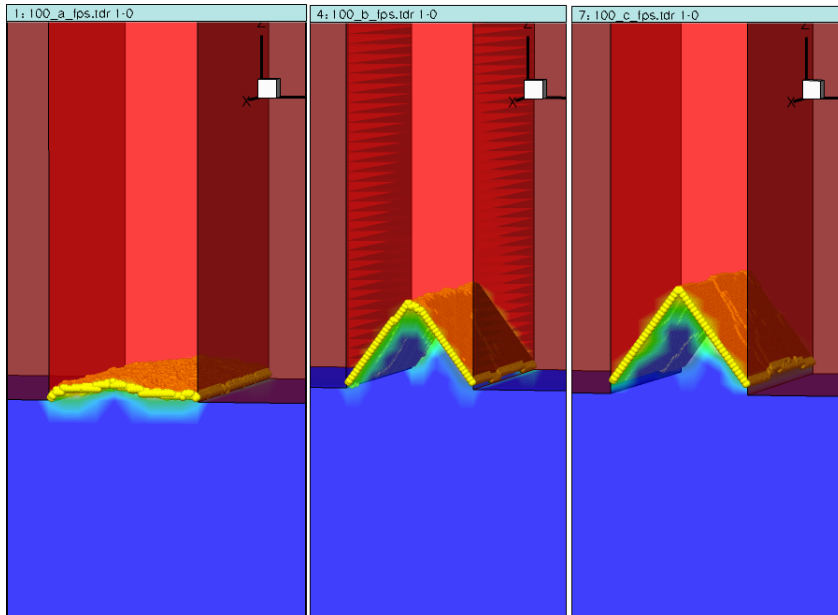 1: 100_a_fps.tdr 1-0
4: 100_b_fps.tdr 1-0
7: 100_c_fps.tdr 1-0
Z
X
Z
X
Z
X